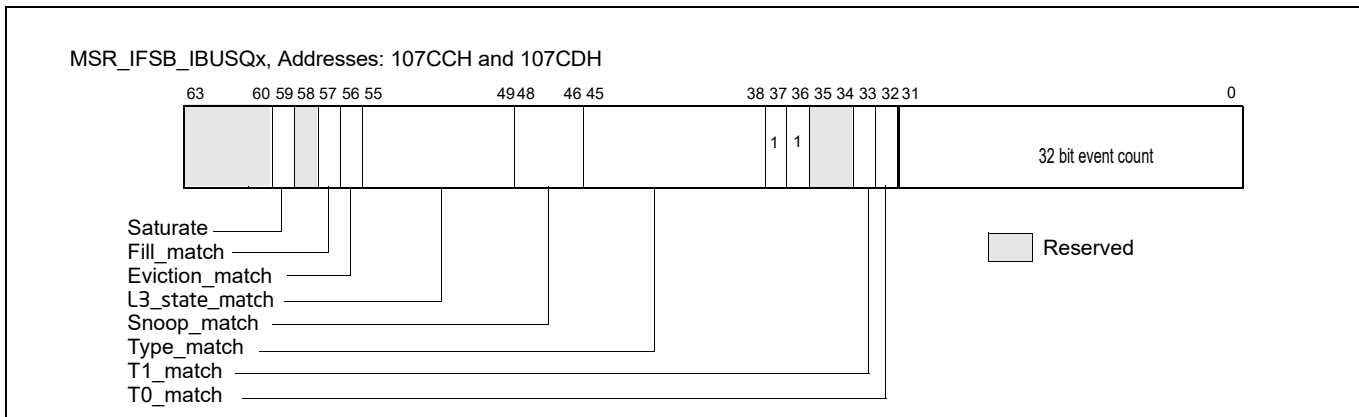 MSR_IFSB_IBUSQx, Addresses: 107CCH and 107CDH
63 60 59 58 57 56 55 49 48 46 45 38 37 36 35 34 33 32 31 0
1 1 32 bit event count
Saturate
Fill_match
Eviction_match
L3_state_match
Snoop_match
Type_match
T1_match
T0_match
Reserved